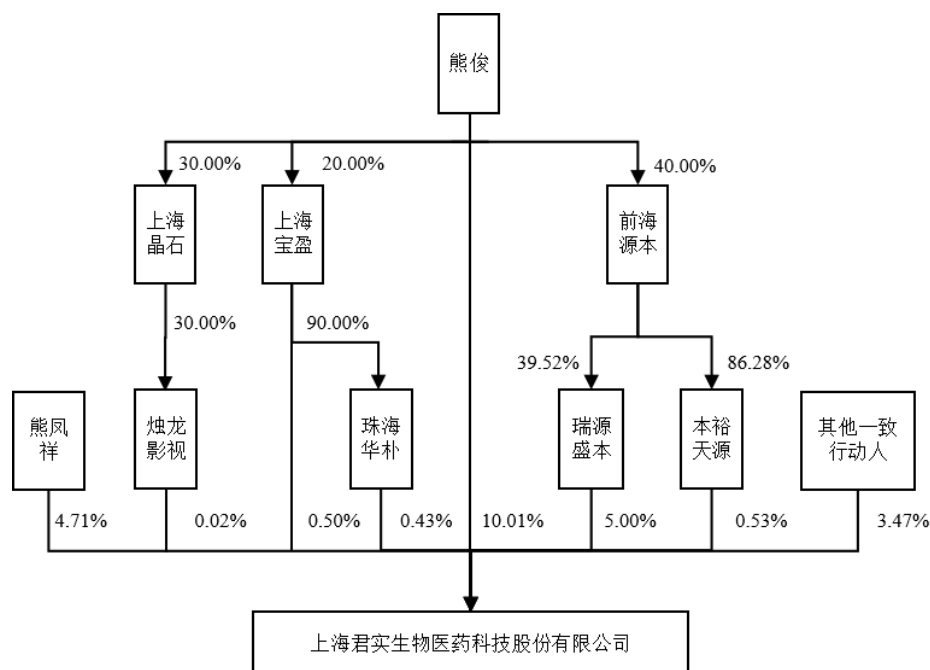 熊俊
30.00%
20.00%
40.00%
上海
晶石
上海
宝盈
前海
源本
30.00%
90.00%
39.52%
86.28%
熊凤
祥
烛龙
影视
珠海
华朴
瑞源
盛本
本裕
天源
其他一致
行动人
4.71%
0.02%
0.50%
0.43%
10.01%
5.00%
0.53%
3.47%
上海君实生物医药科技股份有限公司